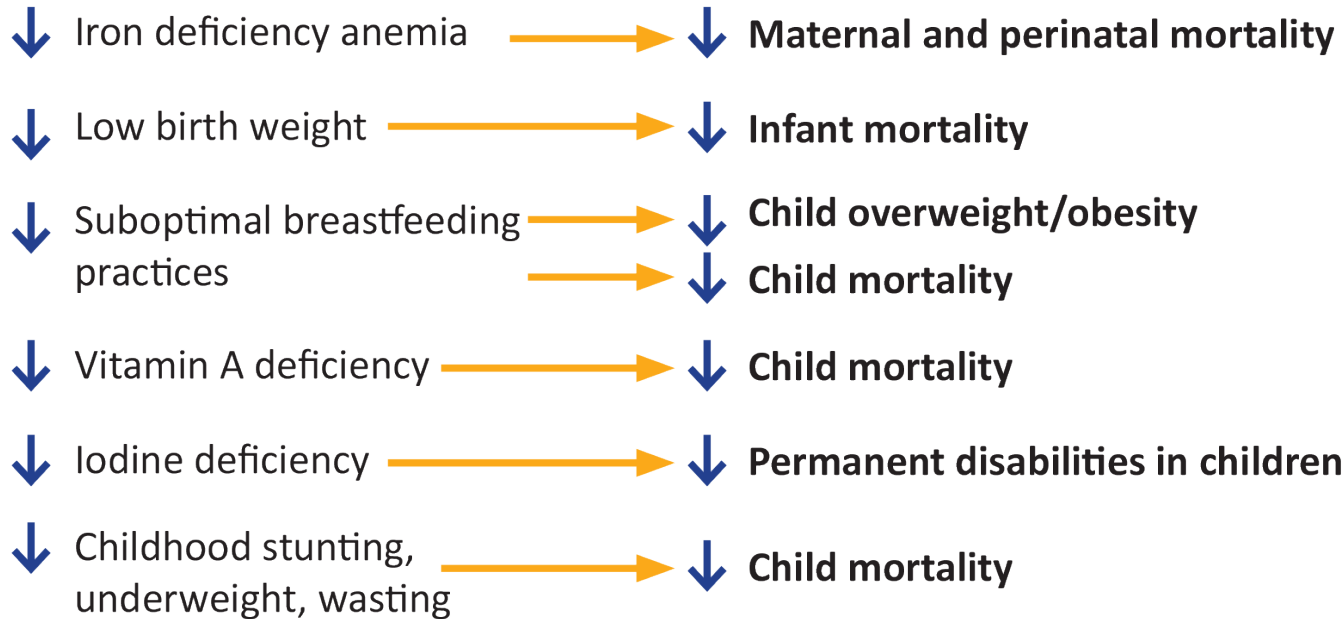 Iron deficiency anemia
Maternal and perinatal mortality
Low birth weight
Infant mortality
Suboptimal breastfeeding
practices
Child overweight/obesity
Child mortality
Vitamin A deficiency
Child mortality
Iodine deficiency
Permanent disabilities in children
Childhood stunting,
underweight, wasting
Child mortality